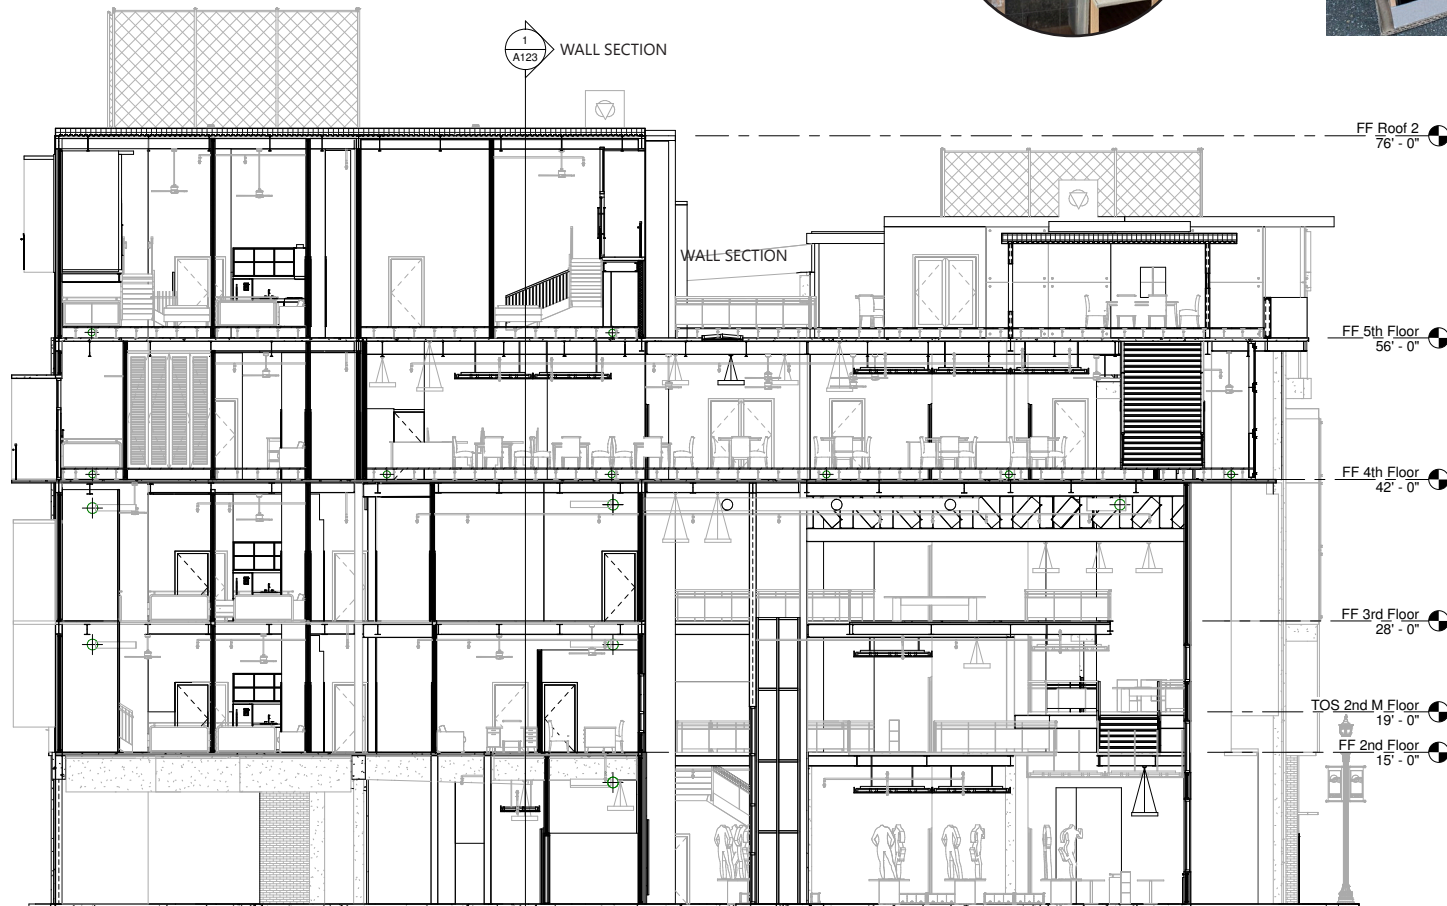 1
A123
WALL SECTION
FF Roof 2
76' - 0"
WALL SECTION
FF 5th Floor
56' - 0"
FF 4th Floor
42' - 0"
FF 3rd Floor
28' - 0"
TOS 2nd M Floor
19' - 0"
FF 2nd Floor
15' - 0"